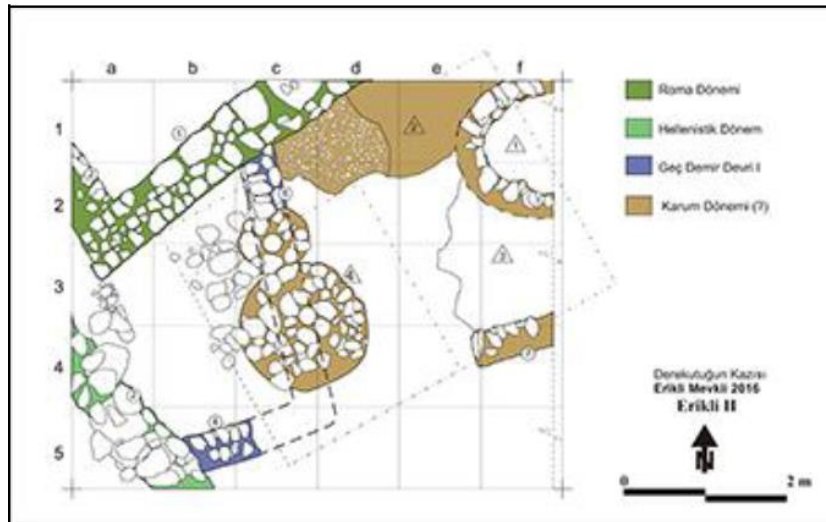 a b c d e f
1
2
3
4
5
Roma Dönemi
Hellenistik Dönem
Geç Demir Devri I
Karum Dönemi (?)
Derekutuğun Kazısı
Erikli Mevkii 2016
Erikli II
N
0 2 m